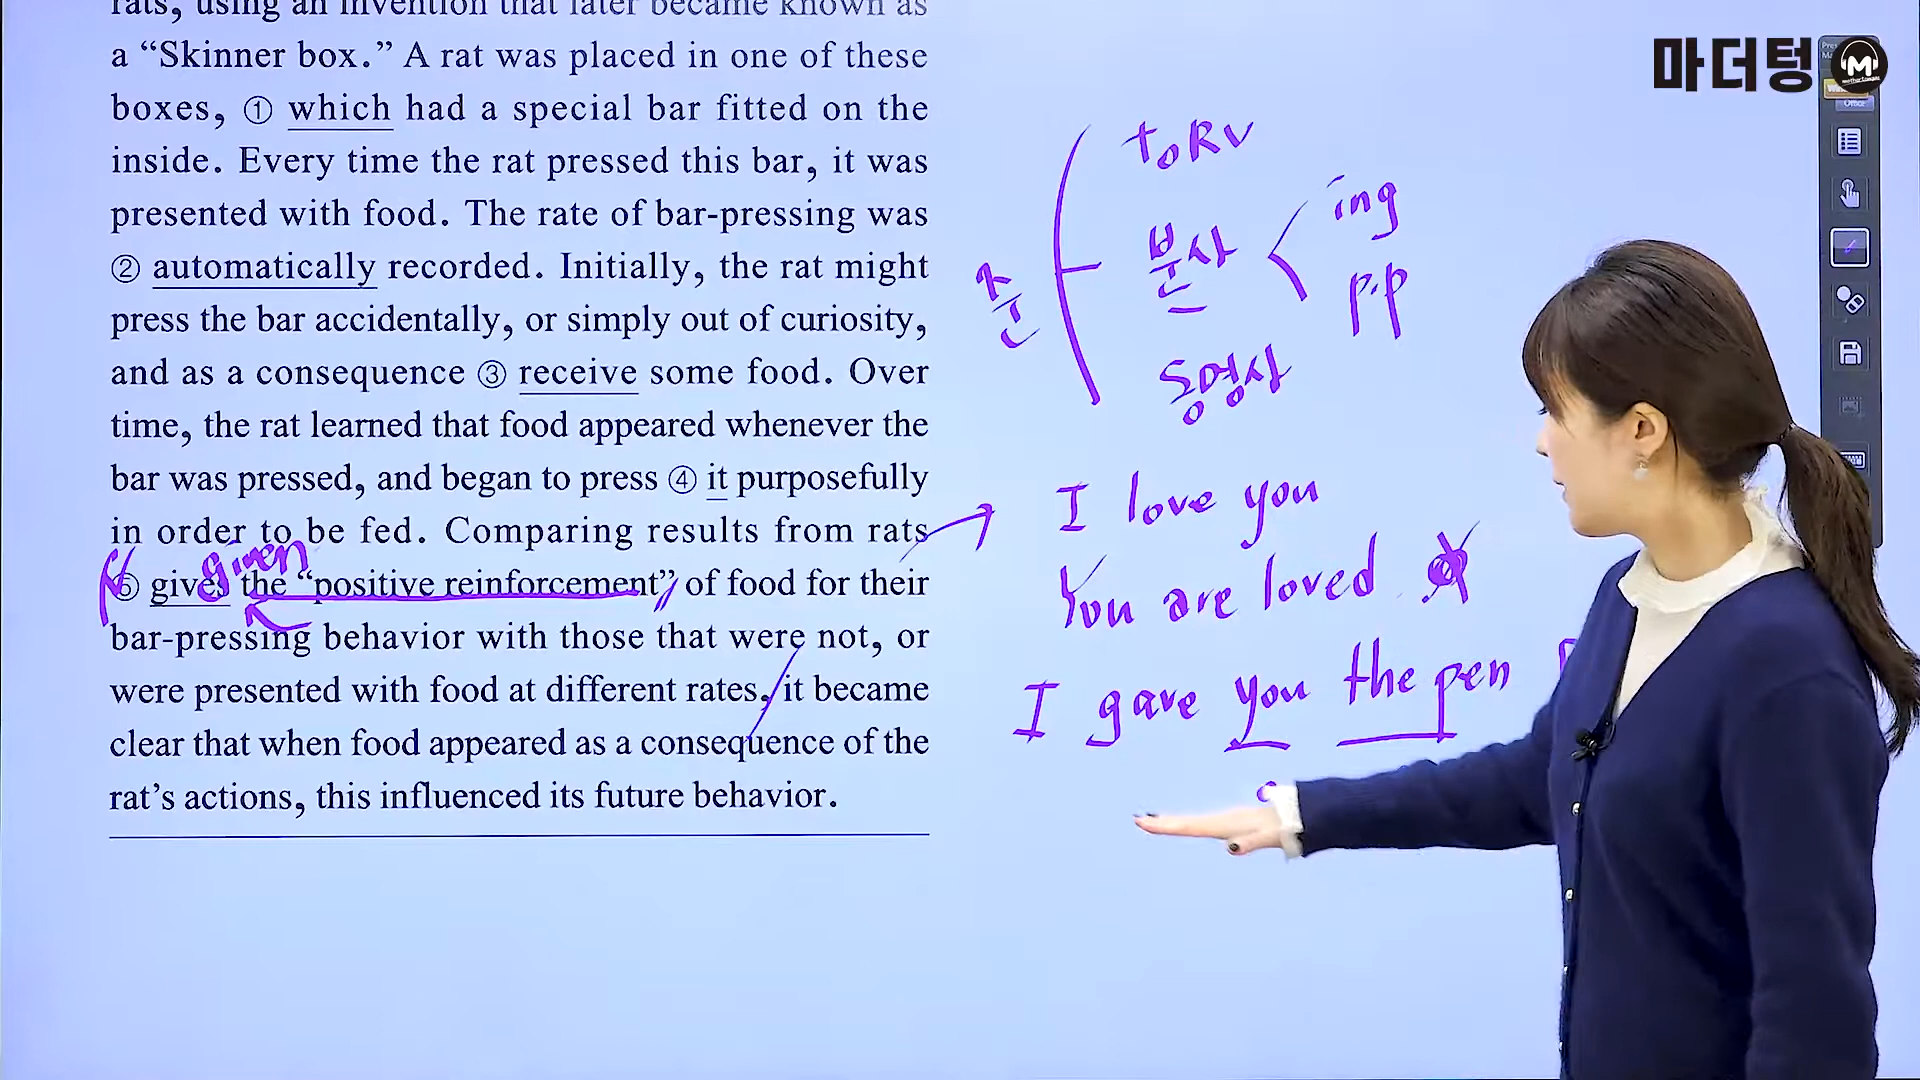 rats, using an invention that later became known as
a “Skinner box.” A rat was placed in one of these
boxes, ① which had a special bar fitted on the
inside. Every time the rat pressed this bar, it was
presented with food. The rate of bar-pressing was
② automatically recorded. Initially, the rat might
press the bar accidentally, or simply out of curiosity,
and as a consequence ③ receive some food. Over
time, the rat learned that food appeared whenever the
bar was pressed, and began to press ④ it purposefully
in order to be fed. Comparing results from rats
given
⑤ gives the “positive reinforcement” of food for their
bar-pressing behavior with those that were not, or
were presented with food at different rates, it became
clear that when food appeared as a consequence of the
rat’s actions, this influenced its future behavior.
마더텅
M
toRV
준
분사
ing
p.p
동명사
I love you
You are loved
I gave you the pen